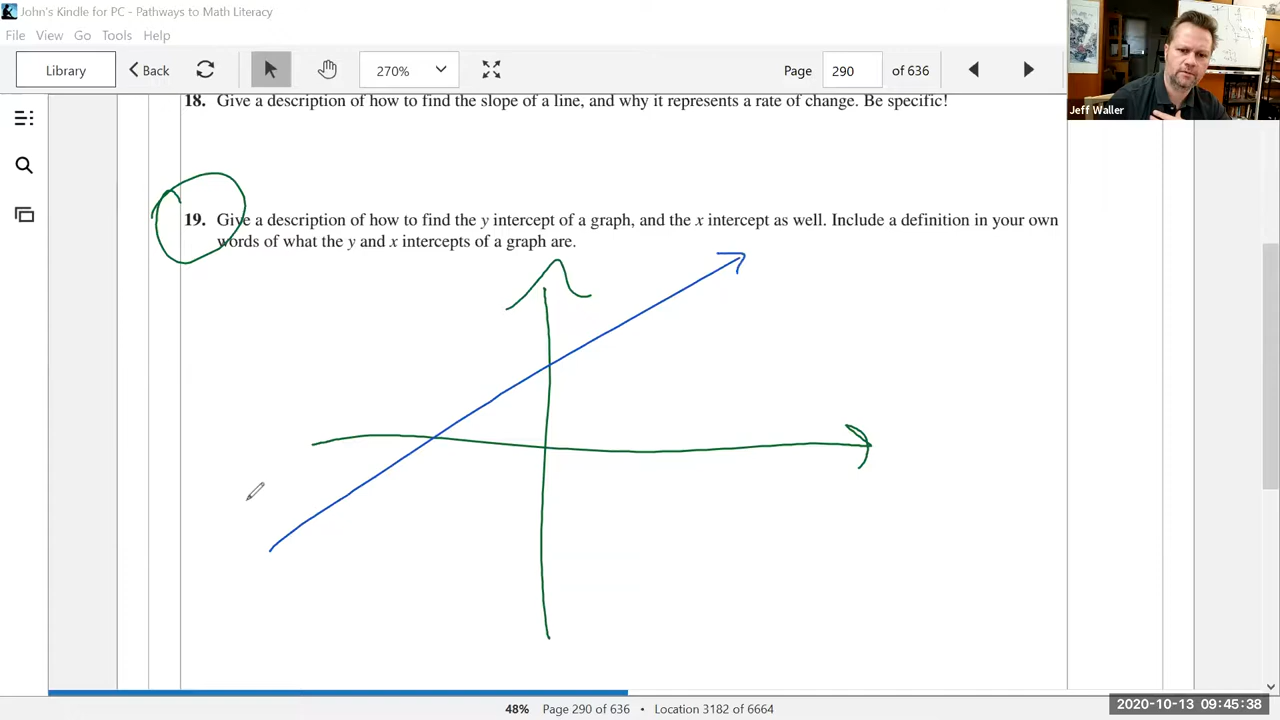 John's Kindle for PC - Pathways to Math Literacy
File View Go Tools Help
Library Back 270% Page 290 of 636
Jeff Waller
18. Give a description of how to find the slope of a line, and why it represents a rate of change. Be specific!
19. Give a description of how to find the y intercept of a graph, and the x intercept as well. Include a definition in your own
words of what the y and x intercepts of a graph are.
48% Page 290 of 636 • Location 3182 of 6664
2020-10-13 09:45:38